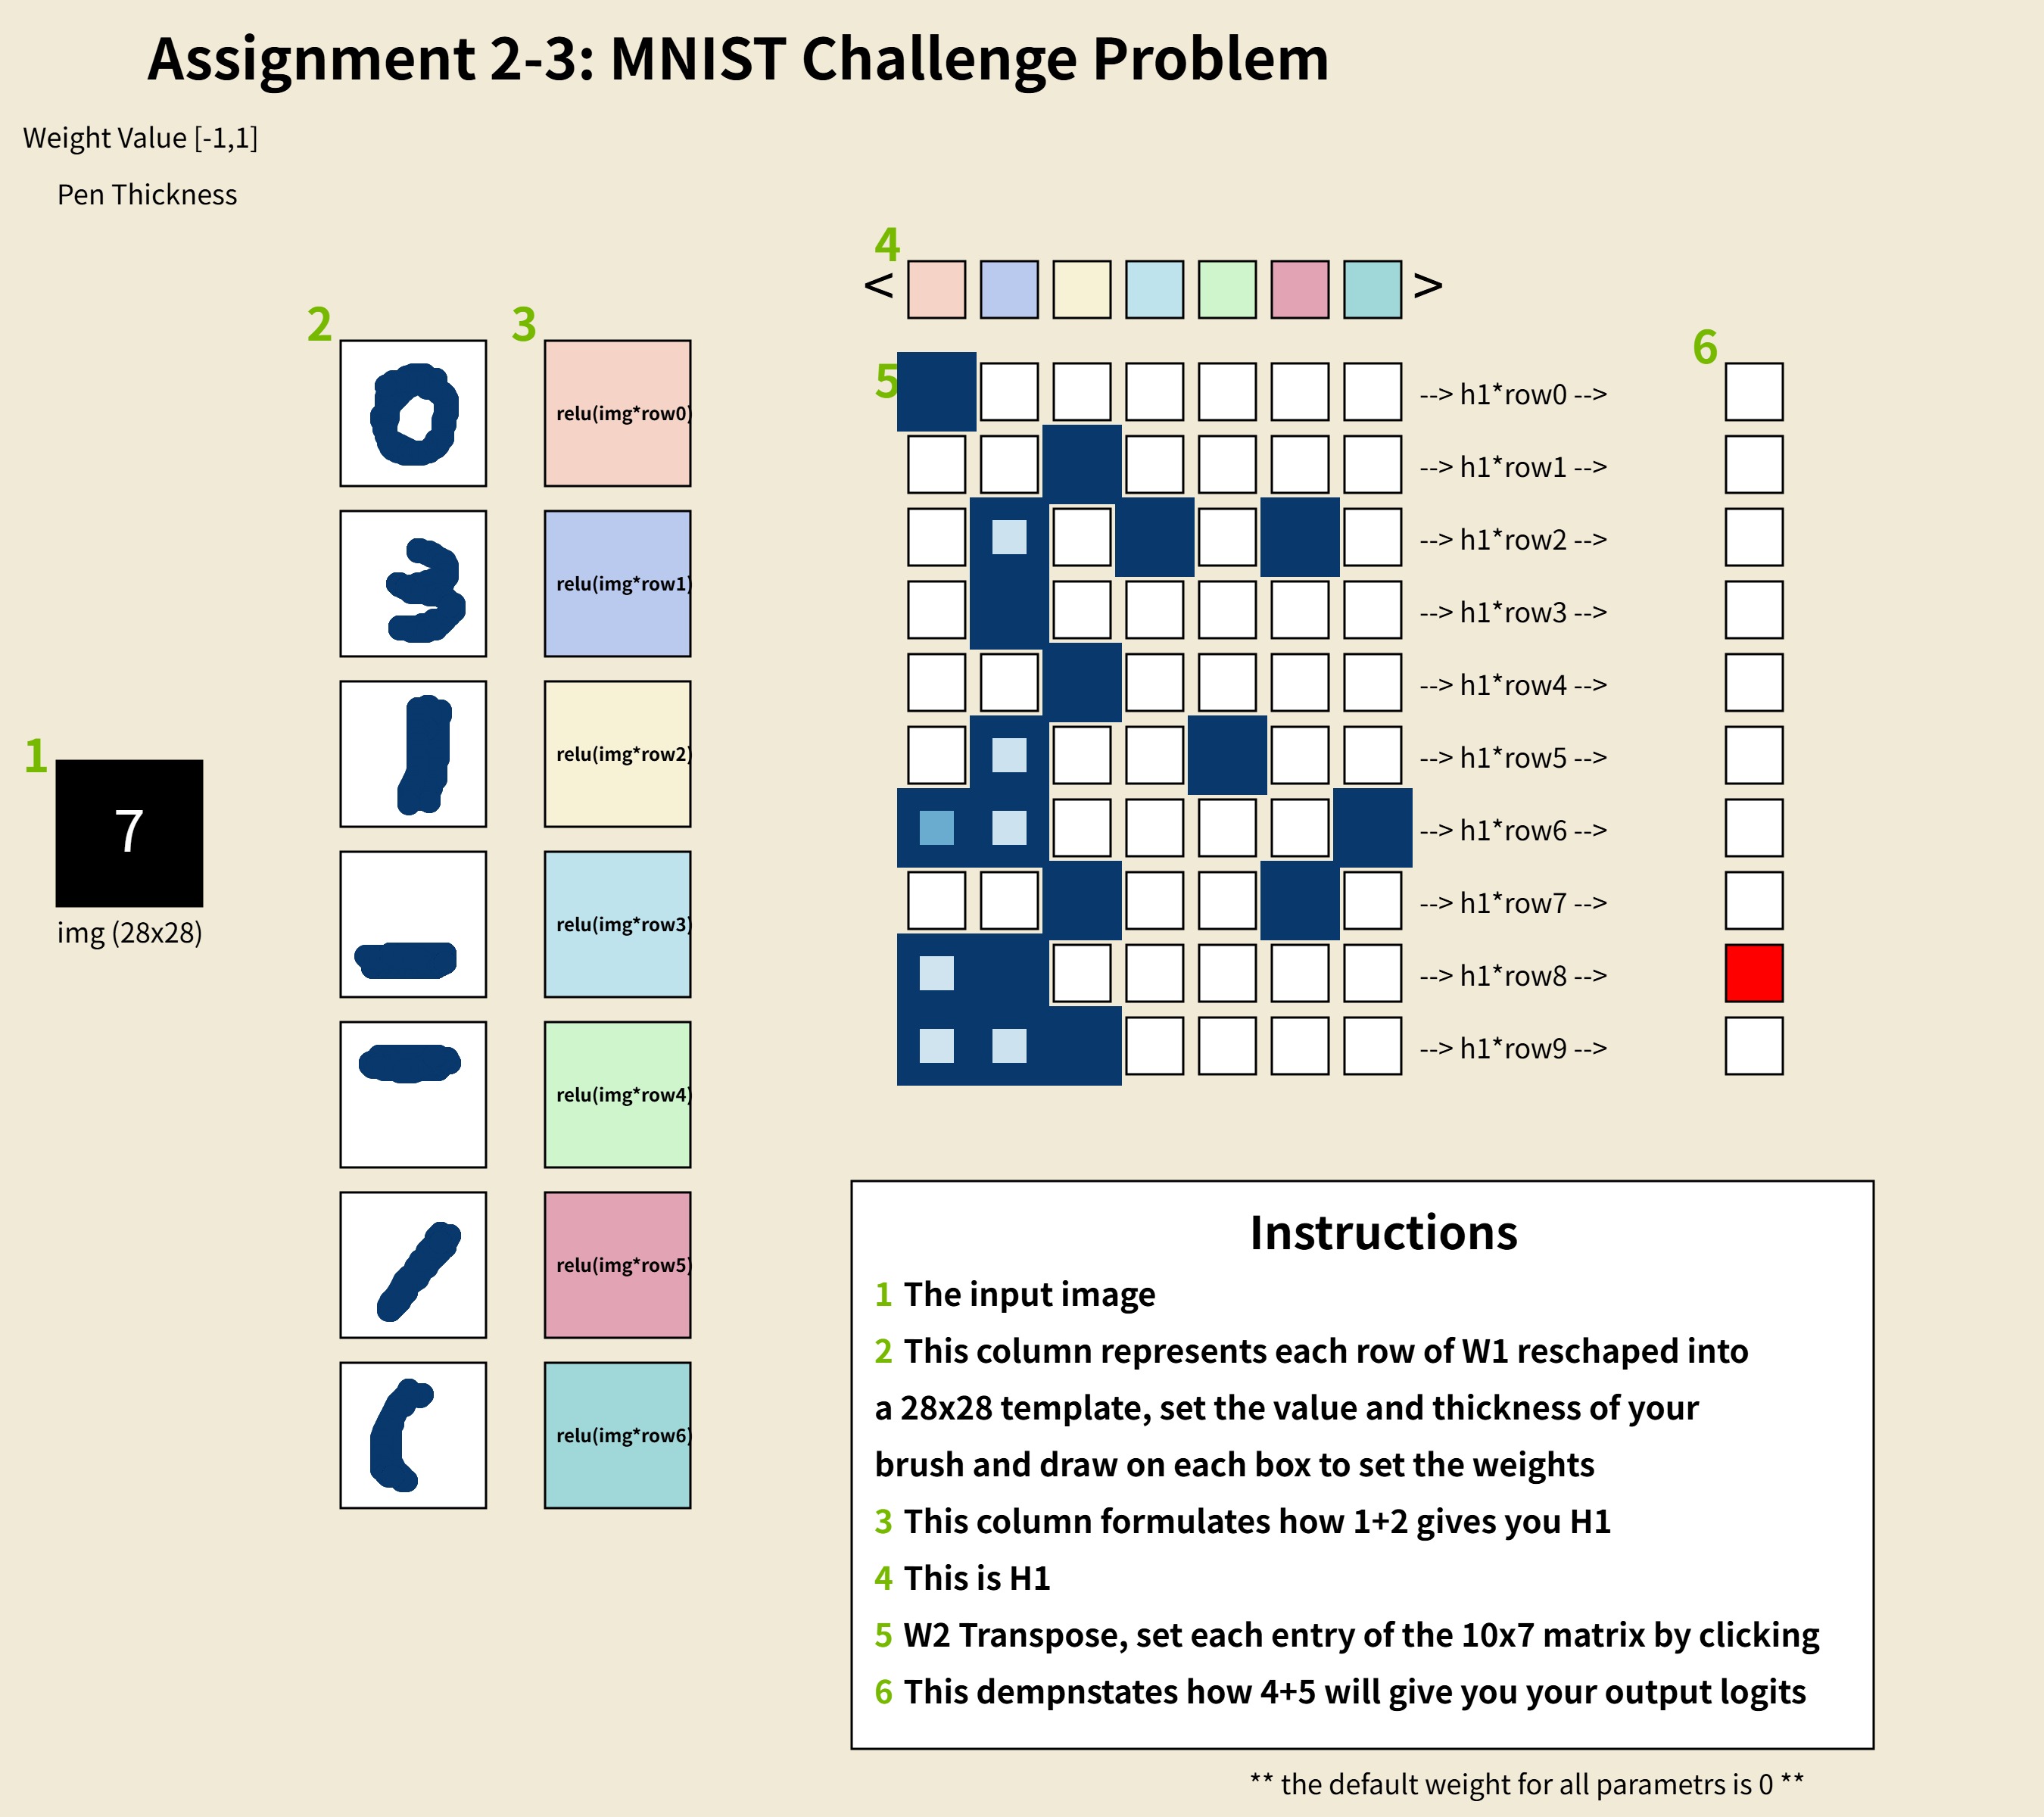 Assignment 2-3: MNIST Challenge Problem
Weight Value [-1,1]
Pen Thickness
4
< >
2
3
5
6
relu(img*row0)
relu(img*row1)
relu(img*row2)
relu(img*row3)
relu(img*row4)
relu(img*row5)
relu(img*row6)
1
7
img (28x28)
--> h1*row0 -->
--> h1*row1 -->
--> h1*row2 -->
--> h1*row3 -->
--> h1*row4 -->
--> h1*row5 -->
--> h1*row6 -->
--> h1*row7 -->
--> h1*row8 -->
--> h1*row9 -->
Instructions
1 The input image
2 This column represents each row of W1 reschaped into
a 28x28 template, set the value and thickness of your
brush and draw on each box to set the weights
3 This column formulates how 1+2 gives you H1
4 This is H1
5 W2 Transpose, set each entry of the 10x7 matrix by clicking
6 This dempnstates how 4+5 will give you your output logits
** the default weight for all parametrs is 0 **